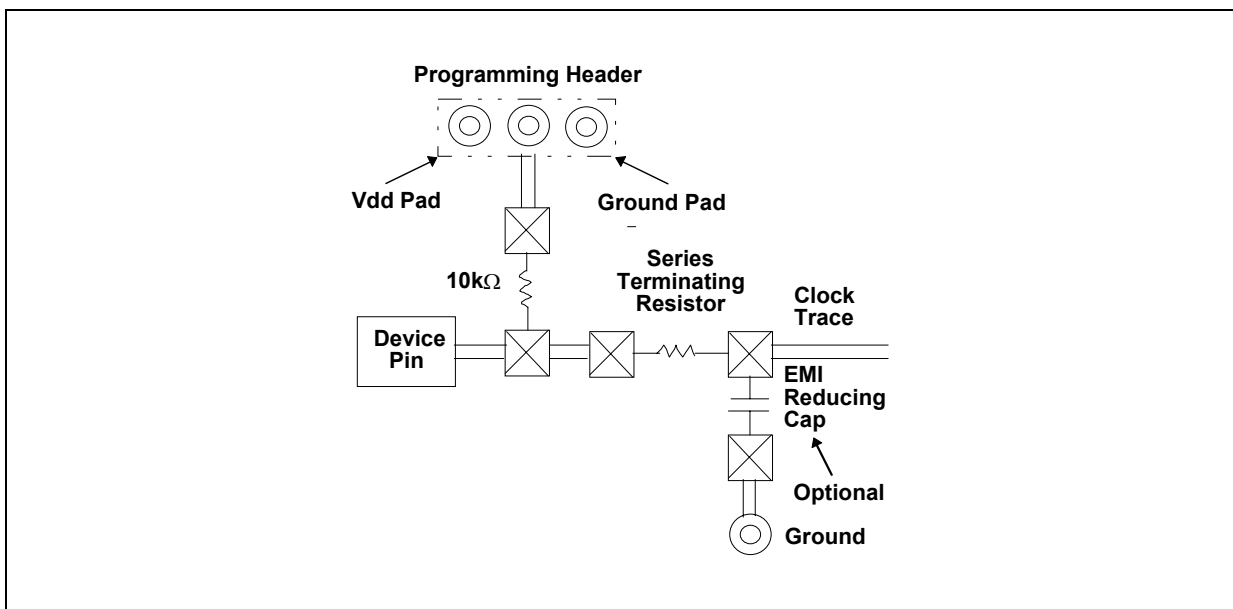 Programming Header
Vdd Pad
Ground Pad
10kΩ
Series
Terminating
Resistor
Clock
Trace
Device
Pin
EMI
Reducing
Cap
Optional
Ground